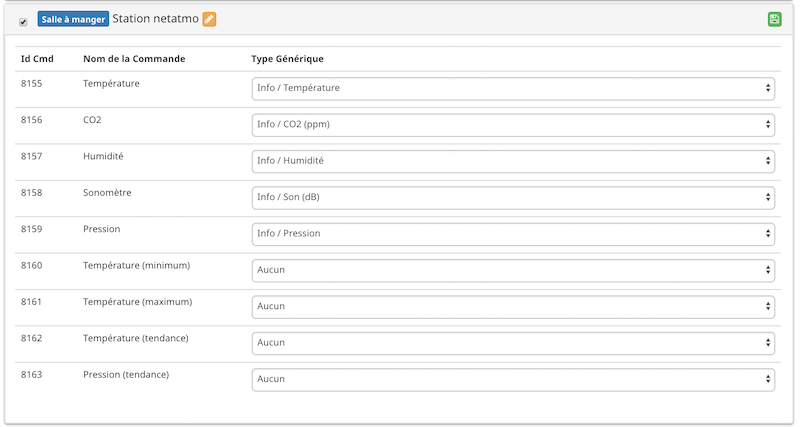 Salle à manger Station netatmo
Id Cmd Nom de la Commande Type Générique
8155 Température Info / Température
8156 CO2 Info / CO2 (ppm)
8157 Humidité Info / Humidité
8158 Sonomètre Info / Son (dB)
8159 Pression Info / Pression
8160 Température (minimum) Aucun
8161 Température (maximum) Aucun
8162 Température (tendance) Aucun
8163 Pression (tendance) Aucun